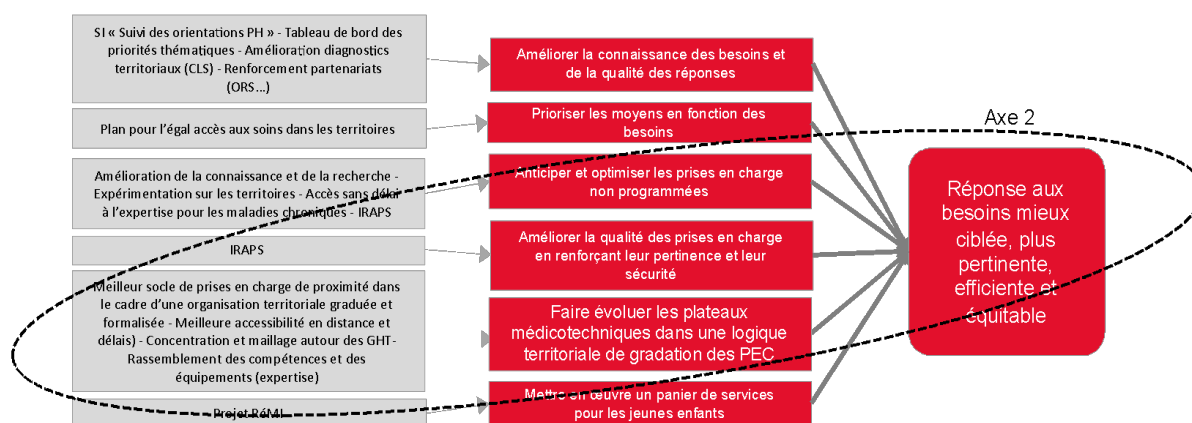 SI « Suivi des orientations PH » - Tableau de bord des
priorités thématiques - Amélioration diagnostics
territoriaux (CLS) - Renforcement partenariats
(ORS...)
Plan pour l'égal accès aux soins dans les territoires
Amélioration de la connaissance et de la recherche -
Expérimentation sur les territoires - Accès sans délai
à l'expertise pour les maladies chroniques - IRAPS
IRAPS
Meilleur socle de prises en charge de proximité dans
le cadre d'une organisation territoriale graduée et
formalisée - Meilleure accessibilité en distance et
délais) - Concentration et maillage autour des GHT-
Rassemblement des compétences et des
équipements (expertise)
Projet RéMI
Améliorer la connaissance des besoins et
de la qualité des réponses
Prioriser les moyens en fonction des
besoins
Anticiper et optimiser les prises en charge
non programmées
Améliorer la qualité des prises en charge
en renforçant leur pertinence et leur
sécurité
Faire évoluer les plateaux
médicotechniques dans une logique
territoriale de gradation des PEC
Mettre en œuvre un panier de services
pour les jeunes enfants
Axe 2
Réponse aux
besoins mieux
ciblée, plus
pertinente,
efficiente et
équitable